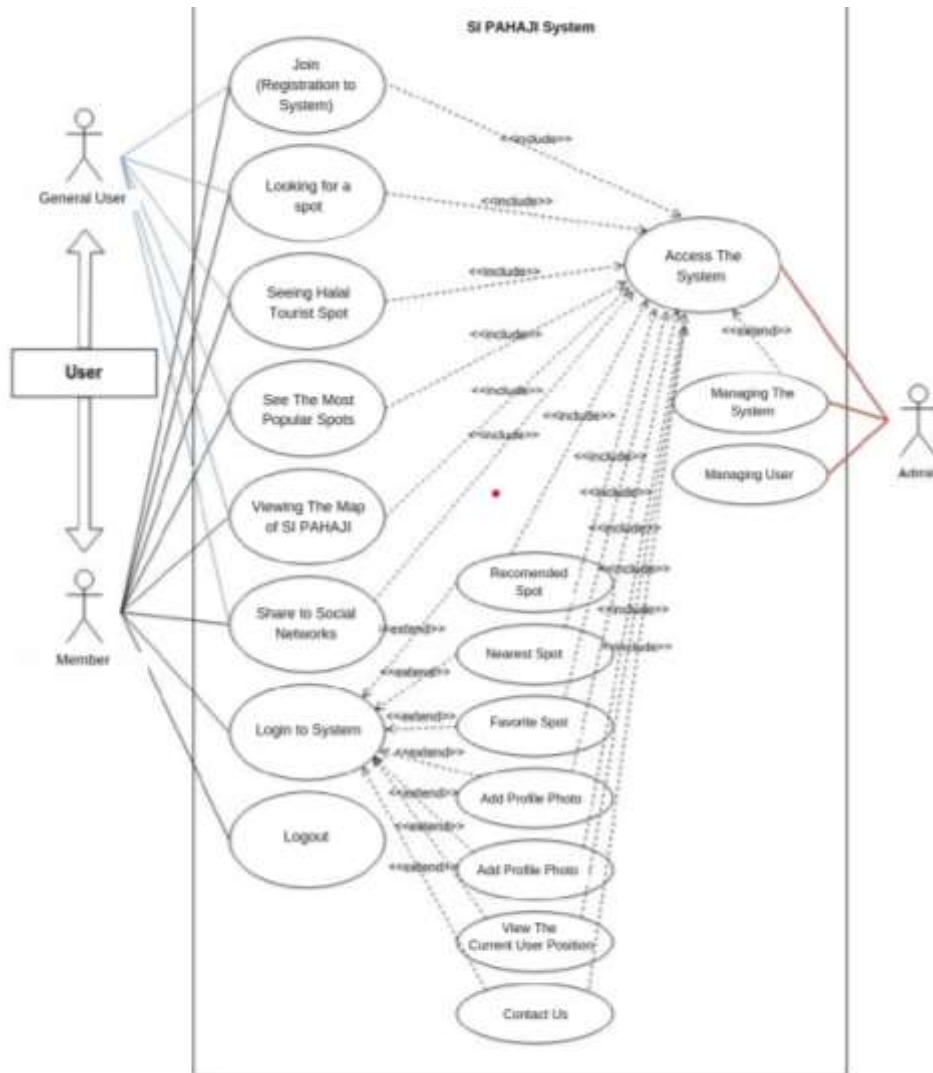 SI PAHAJI System
Join
(Registration to
System)
<<include>>
General User
Looking for a
spot
<<include>>
Access The
System
Seeing Halal
Tourist Spot
<<include>>
<<include>>
<<extend>>
User
See The Most
Popular Spots
<<include>>
Managing The
System
<<include>>
<<include>>
<<include>>
Admin
Managing User
Viewing The Map
of SI PAHAJI
<<include>>
<<include>>
Member
Share to Social
Networks
<<extend>>
Recomended
Spot
<<include>>
<<include>>
<<include>>
Nearest Spot
<<extend>>
Login to System
<<extend>>
Favorite Spot
<<extend>>
<<extend>>
Add Profile Photo
<<extend>>
Logout
<<extend>>
Add Profile Photo
View The
Current User Position
Contact Us